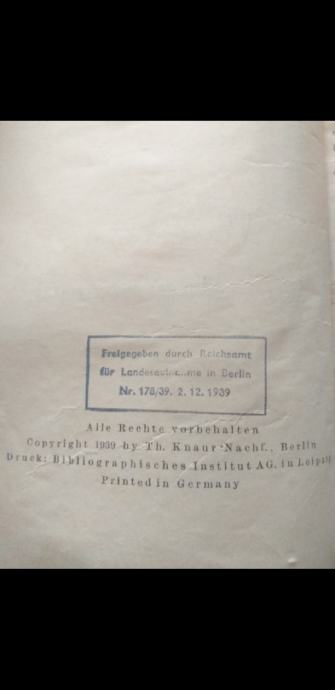 Freigegeben durch Reichsamt
für Landesaufnahme in Berlin
Nr. 178/39. 2. 12. 1939
Alle Rechte vorbehalten
Copyright 1939 by Th. Knaur Nachf., Berlin
Druck: Bibliographisches Institut AG. in Leipzig
Printed in Germany